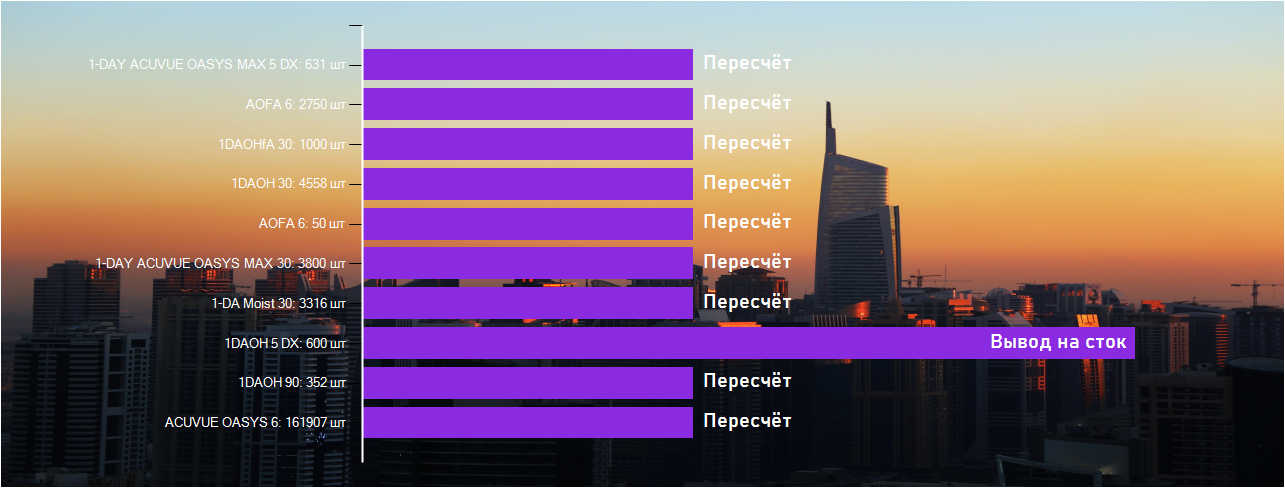 1-DAY ACUVUE OASYS MAX 5 DX: 631 шт Пересчёт
AOFA 6: 2750 шт Пересчёт
1DAOHfA 30: 1000 шт Пересчёт
1DAOH 30: 4558 шт Пересчёт
AOFA 6: 50 шт Пересчёт
1-DAY ACUVUE OASYS MAX 30: 3800 шт Пересчёт
1-DA Moist 30: 3316 шт Пересчёт
1DAOH 5 DX: 600 шт Вывод на сток
1DAOH 90: 352 шт Пересчёт
ACUVUE OASYS 6: 161907 шт Пересчёт